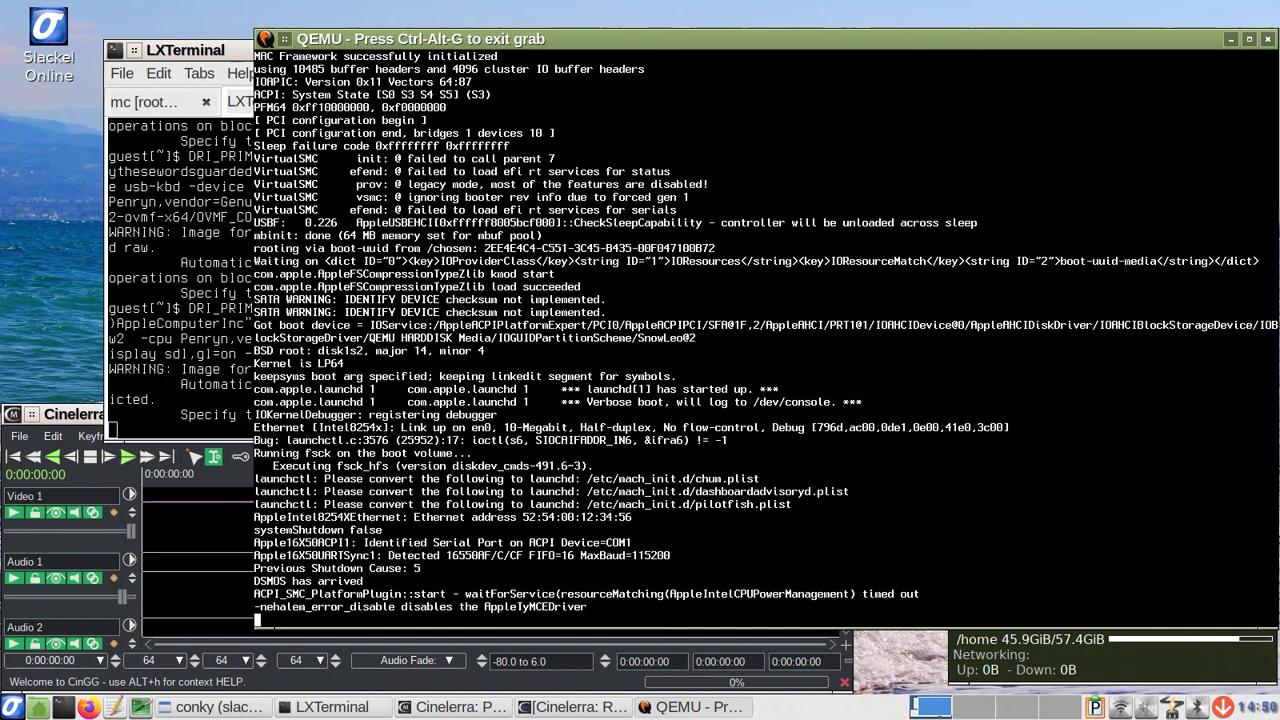 Slackel
Online
LXTerminal
File Edit Tabs Help
mc [root… LXT
operations on bloc
Specify t
guest[~]$ DRI_PRIM
ythesewordsguarded
e usb-kbd -device
Penryn,vendor=Genu
2-ovmf-x64/OVMF_CO
WARNING: Image for
d raw.
Automatic
operations on bloc
Specify t
guest[~]$ DRI_PRIM
)AppleComputerInc"
w2 -cpu Penryn,ve
isplay sdl,gl=on -
WARNING: Image for
Automatic
icted.
Specify t
QEMU - Press Ctrl-Alt-G to exit grab
MAC Framework successfully initialized
using 10485 buffer headers and 4096 cluster IO buffer headers
IOAPIC: Version 0x11 Vectors 64:87
ACPI: System State [S0 S3 S4 S5] (S3)
PFM64 0xff10000000, 0xf0000000
[ PCI configuration begin ]
[ PCI configuration end, bridges 1 devices 10 ]
Sleep failure code 0xffffffff 0xffffffff
VirtualSMC init: @ failed to call parent 7
VirtualSMC efend: @ failed to load efi rt services for status
VirtualSMC prov: @ legacy mode, most of the features are disabled!
VirtualSMC vsmc: @ ignoring booter rev info due to forced gen 1
VirtualSMC efend: @ failed to load efi rt services for serials
USBF: 0.226 AppleUSBEHCI[0xffffff8005bcf000]::CheckSleepCapability - controller will be unloaded across sleep
mbinit: done (64 MB memory set for mbuf pool)
rooting via boot-uuid from /chosen: 2EE4E4C4-C551-3C45-B435-00F047100B72
Waiting on <dict ID="0"><key>IOProviderClass</key><string ID="1">IOResources</string><key>IOResourceMatch</key><string ID="2">boot-uuid-media</string></dict>
com.apple.AppleFSCompressionTypeZlib kmod start
com.apple.AppleFSCompressionTypeZlib load succeeded
SATA WARNING: IDENTIFY DEVICE checksum not implemented.
SATA WARNING: IDENTIFY DEVICE checksum not implemented.
Got boot device = IOService:/AppleACPIPlatformExpert/PCI0/AppleACPIPCI/SFA@1F,2/AppleAHCI/PRT1@1/IOAHCIDevice@0/AppleAHCIDiskDriver/IOAHCIBlockStorageDevice/IOB
lockStorageDriver/QEMU HARDDISK Media/IOGUIDPartitionScheme/SnowLeo@2
BSD root: disk1s2, major 14, minor 4
Kernel is LP64
keepsyms boot arg specified; keeping linkedit segment for symbols.
com.apple.launchd 1 com.apple.launchd 1 *** launchd[1] has started up. ***
com.apple.launchd 1 com.apple.launchd 1 *** Verbose boot, will log to /dev/console. ***
IOKernelDebugger: registering debugger
Ethernet [Intel8254x]: Link up on en0, 10-Megabit, Half-duplex, No flow-control, Debug [796d,ac00,0de1,0e00,41e0,3c00]
Bug: launchctl.c:3576 (25952):17: ioctl(s6, SIOCAIFADDR_IN6, &ifra6) != -1
Running fsck on the boot volume...
Executing fsck_hfs (version diskdev_cmds-491.6~3).
launchctl: Please convert the following to launchd: /etc/mach_init.d/chum.plist
launchctl: Please convert the following to launchd: /etc/mach_init.d/dashboardadvisoryd.plist
launchctl: Please convert the following to launchd: /etc/mach_init.d/pilotfish.plist
AppleIntel8254XEthernet: Ethernet address 52:54:00:12:34:56
systemShutdown false
Apple16X50ACPI1: Identified Serial Port on ACPI Device=COM1
Apple16X50UARTSync1: Detected 16550AF/C/CF FIFO=16 MaxBaud=115200
Previous Shutdown Cause: 5
DSMOS has arrived
ACPI_SMC_PlatformPlugin::start - waitForService(resourceMatching(AppleIntelCPUPowerManagement) timed out
-nehalem_error_disable disables the AppleTyMCEDriver
Cinelerra
File Edit Keyfr
0:00:00:00 0:00:00:00
Video 1
Audio 1
Audio 2
0:00:00:00 64 64 64 Audio Fade: -80.0 to 6.0 0:00:00:00 0:00:00:00 0:00:00:00
Welcome to CinGG - use ALT+h for context HELP. 0%
/home 45.9GiB/57.4GiB
Networking:
Up: 0B - Down: 0B
conky (slac… LXTerminal Cinelerra: P… [Cinelerra: R… QEMU - Pr… 14:50